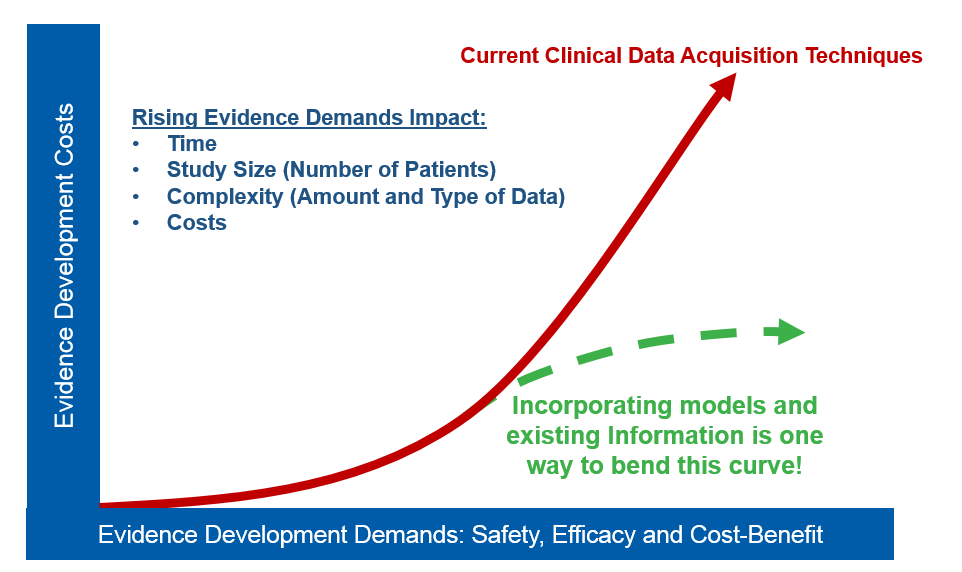 Current Clinical Data Acquisition Techniques
Rising Evidence Demands Impact:
• Time
• Study Size (Number of Patients)
• Complexity (Amount and Type of Data)
• Costs
Evidence Development Costs
Incorporating models and
existing Information is one
way to bend this curve!
Evidence Development Demands: Safety, Efficacy and Cost-Benefit